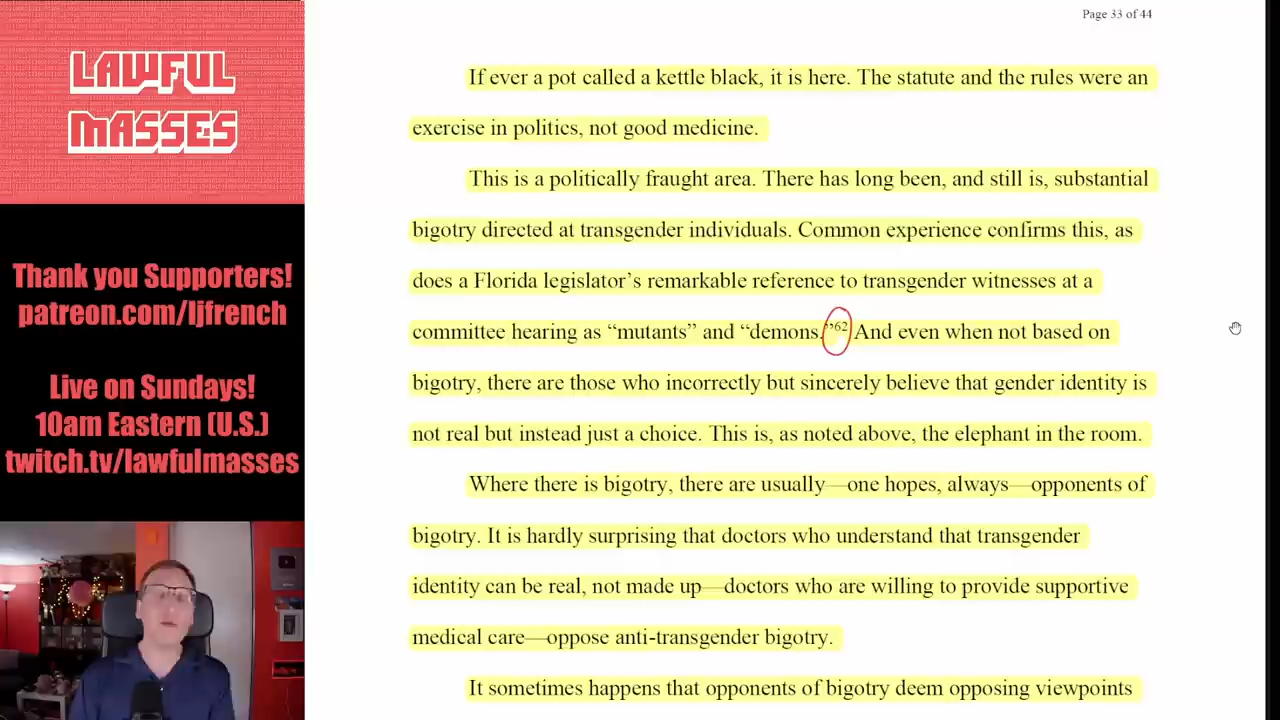 LAWFUL
MASSES
Thank you Supporters!
patreon.com/ljfrench
Live on Sundays!
10am Eastern (U.S.)
twitch.tv/lawfulmasses
Page 33 of 44
If ever a pot called a kettle black, it is here. The statute and the rules were an
exercise in politics, not good medicine.
This is a politically fraught area. There has long been, and still is, substantial
bigotry directed at transgender individuals. Common experience confirms this, as
does a Florida legislator’s remarkable reference to transgender witnesses at a
committee hearing as “mutants” and “demons.”62 And even when not based on
bigotry, there are those who incorrectly but sincerely believe that gender identity is
not real but instead just a choice. This is, as noted above, the elephant in the room.
Where there is bigotry, there are usually—one hopes, always—opponents of
bigotry. It is hardly surprising that doctors who understand that transgender
identity can be real, not made up—doctors who are willing to provide supportive
medical care—oppose anti-transgender bigotry.
It sometimes happens that opponents of bigotry deem opposing viewpoints